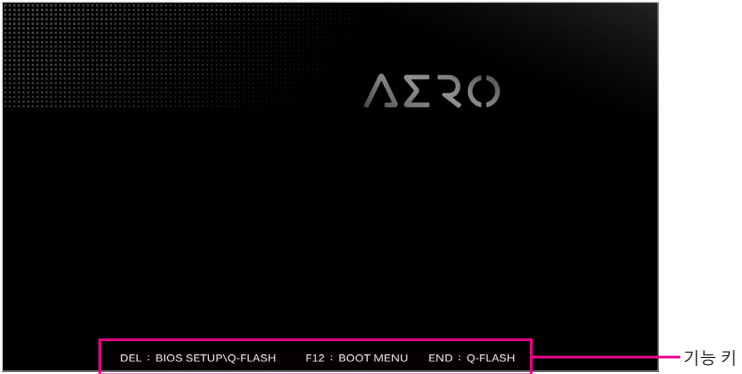 AERO
DEL : BIOS SETUP\Q-FLASH F12 : BOOT MENU END : Q-FLASH 기능 키